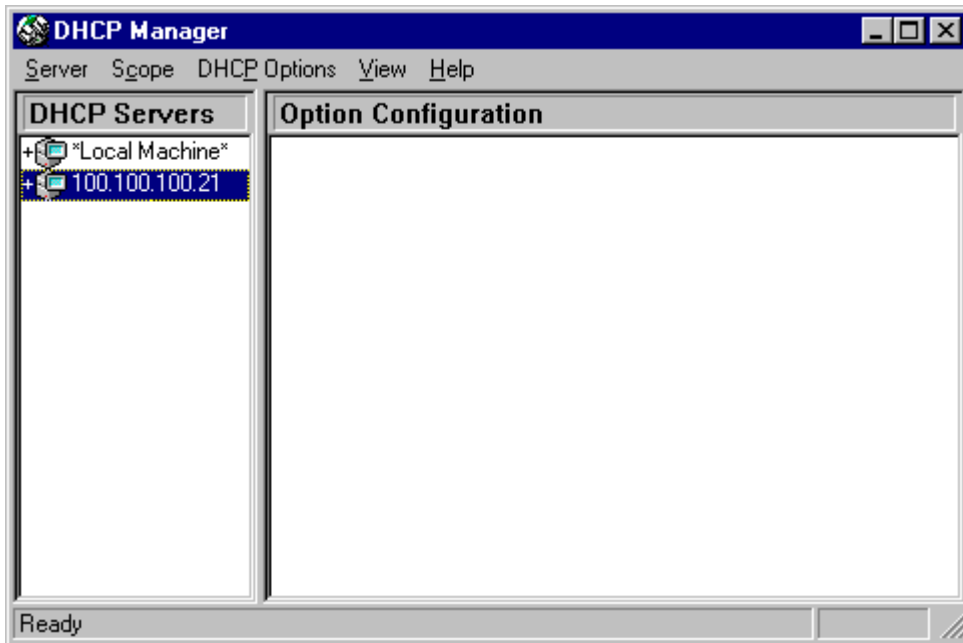 DHCP Manager
Server Scope DHCP Options View Help
DHCP Servers
Option Configuration
+ *Local Machine*
+ 100.100.100.21
Ready